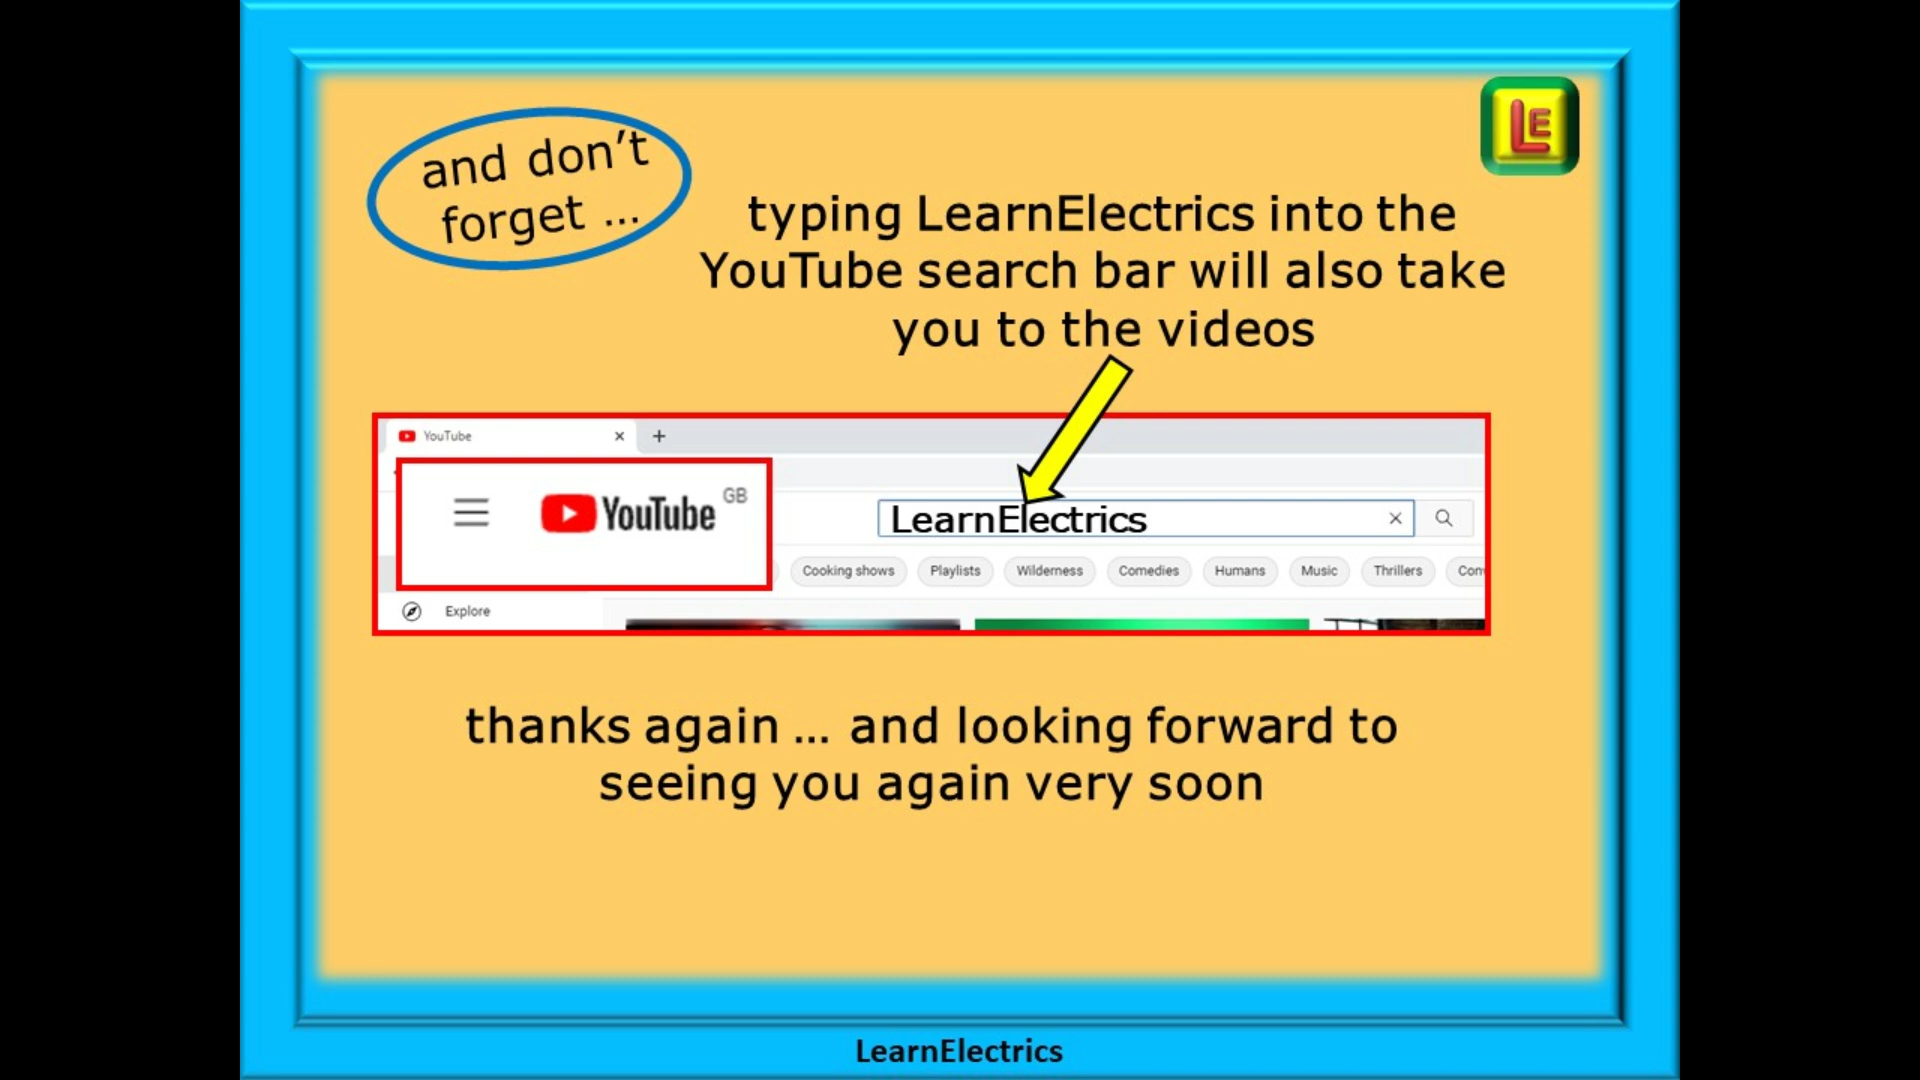 and don't
forget ...
LE
typing LearnElectrics into the
YouTube search bar will also take
you to the videos
YouTube
YouTube GB
LearnElectrics
Cooking shows Playlists Wilderness Comedies Humans Music Thrillers
Explore
thanks again ... and looking forward to
seeing you again very soon
LearnElectrics